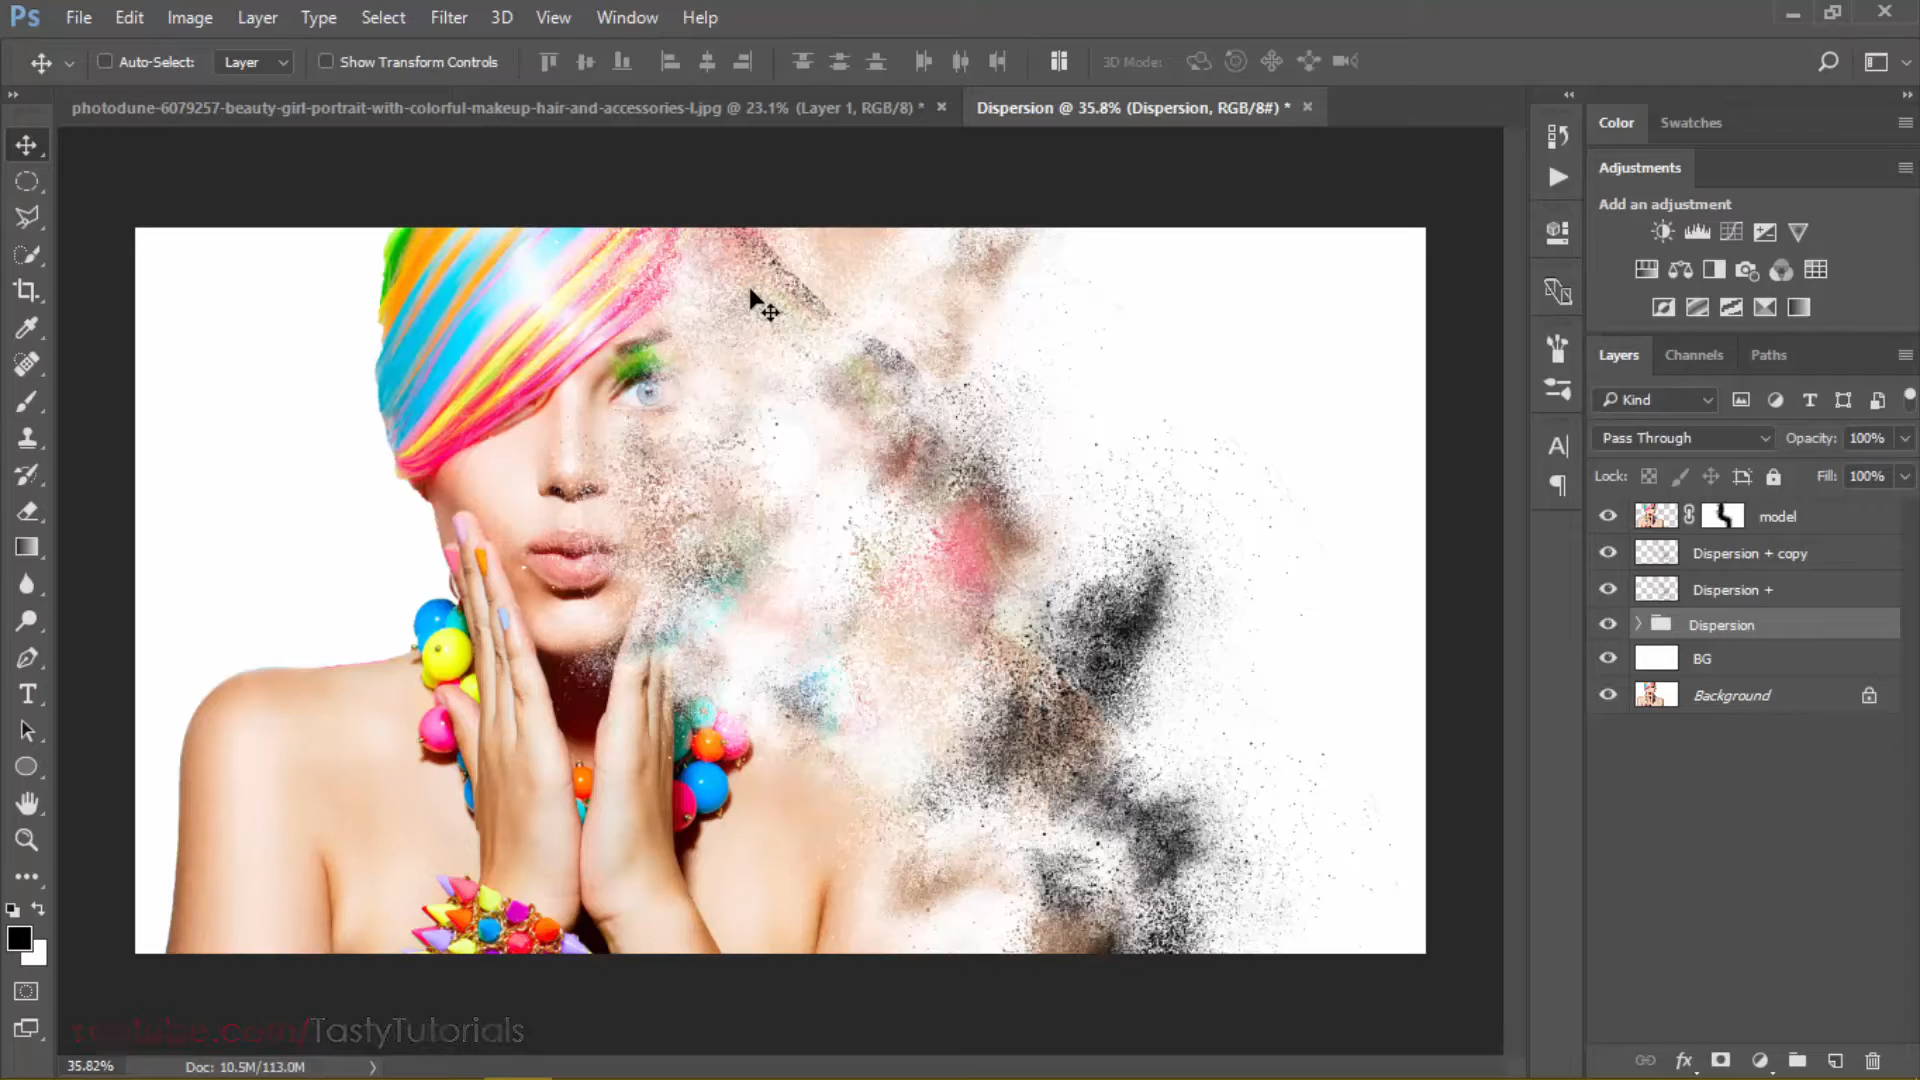 Ps File Edit Image Layer Type Select Filter 3D View Window Help
Auto-Select: Layer Show Transform Controls 3D Mode:
photodune-6079257-beauty-girl-portrait-with-colorful-makeup-hair-and-accessories-l.jpg @ 23.1% (Layer 1, RGB/8) * Dispersion @ 35.8% (Dispersion, RGB/8#) *
Color Swatches
Adjustments
Add an adjustment
Layers Channels Paths
Kind
Pass Through Opacity: 100%
Lock: Fill: 100%
model
Dispersion + copy
Dispersion +
Dispersion
BG
Background
youtube.com/TastyTutorials
35.82% Doc: 10.5M/113.0M